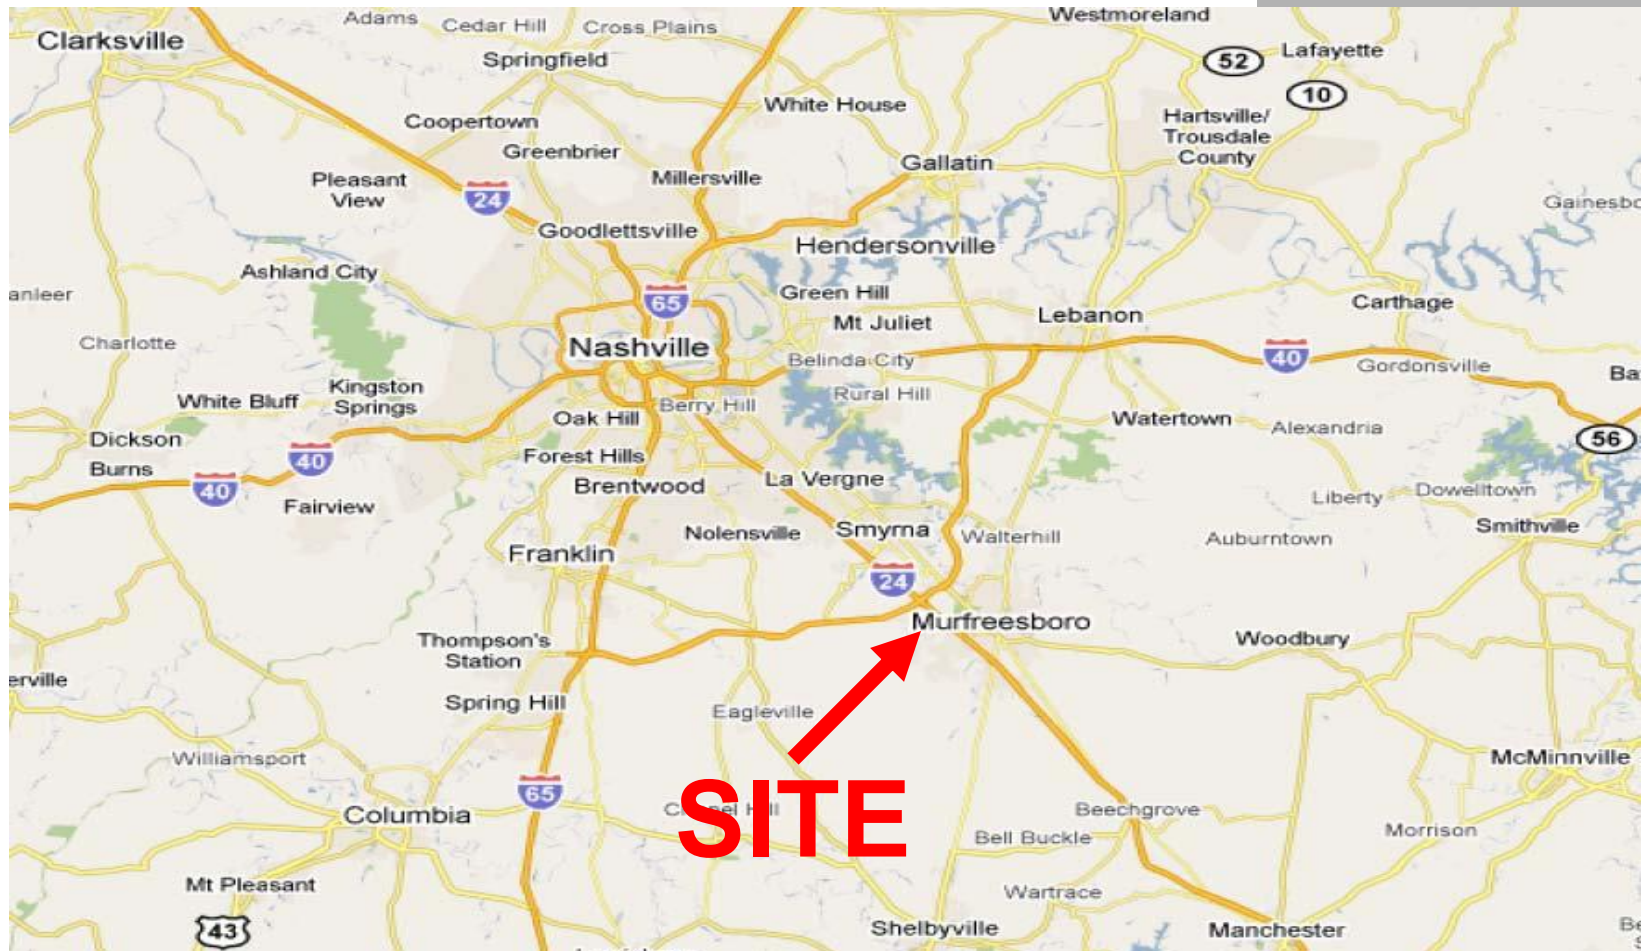 Adams
Cedar Hill
Cross Plains
Westmoreland
Clarksville
Springfield
52
Lafayette
10
White House
Coopertown
Hartsville/
Trousdale
County
Greenbrier
Gallatin
Pleasant
View
Millersville
24
Gainesbo
Goodlettsville
Hendersonville
Ashland City
anleer
65
Green Hill
Carthage
Mt Juliet
Lebanon
Charlotte
Nashville
Belinda City
40
Gordonsville
Ba
Kingston
Springs
White Bluff
Berry Hill
Rural Hill
Oak Hill
Watertown
Alexandria
Dickson
56
Burns
40
Forest Hills
40
Brentwood
La Vergne
Liberty
Dowelltown
Fairview
Nolensville
Smyrna
Walterhill
Auburntown
Smithville
Franklin
24
Murfreesboro
Thompson's
Station
Woodbury
erville
Spring Hill
Eagleville
Williamsport
McMinnville
65
SITE
Columbia
Beechgrove
Bell Buckle
Morrison
Mt Pleasant
Wartrace
43
Shelbyville
Manchester